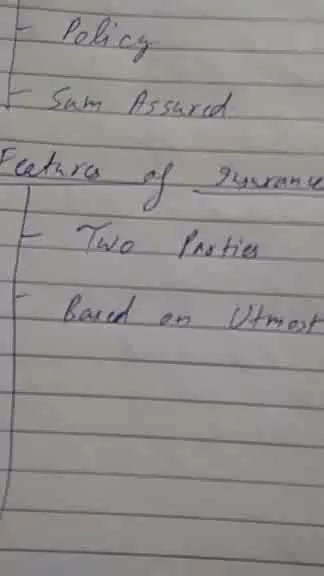 - Policy
- Sum Assured
Features of Insurance
- Two Parties
- Based on Utmost